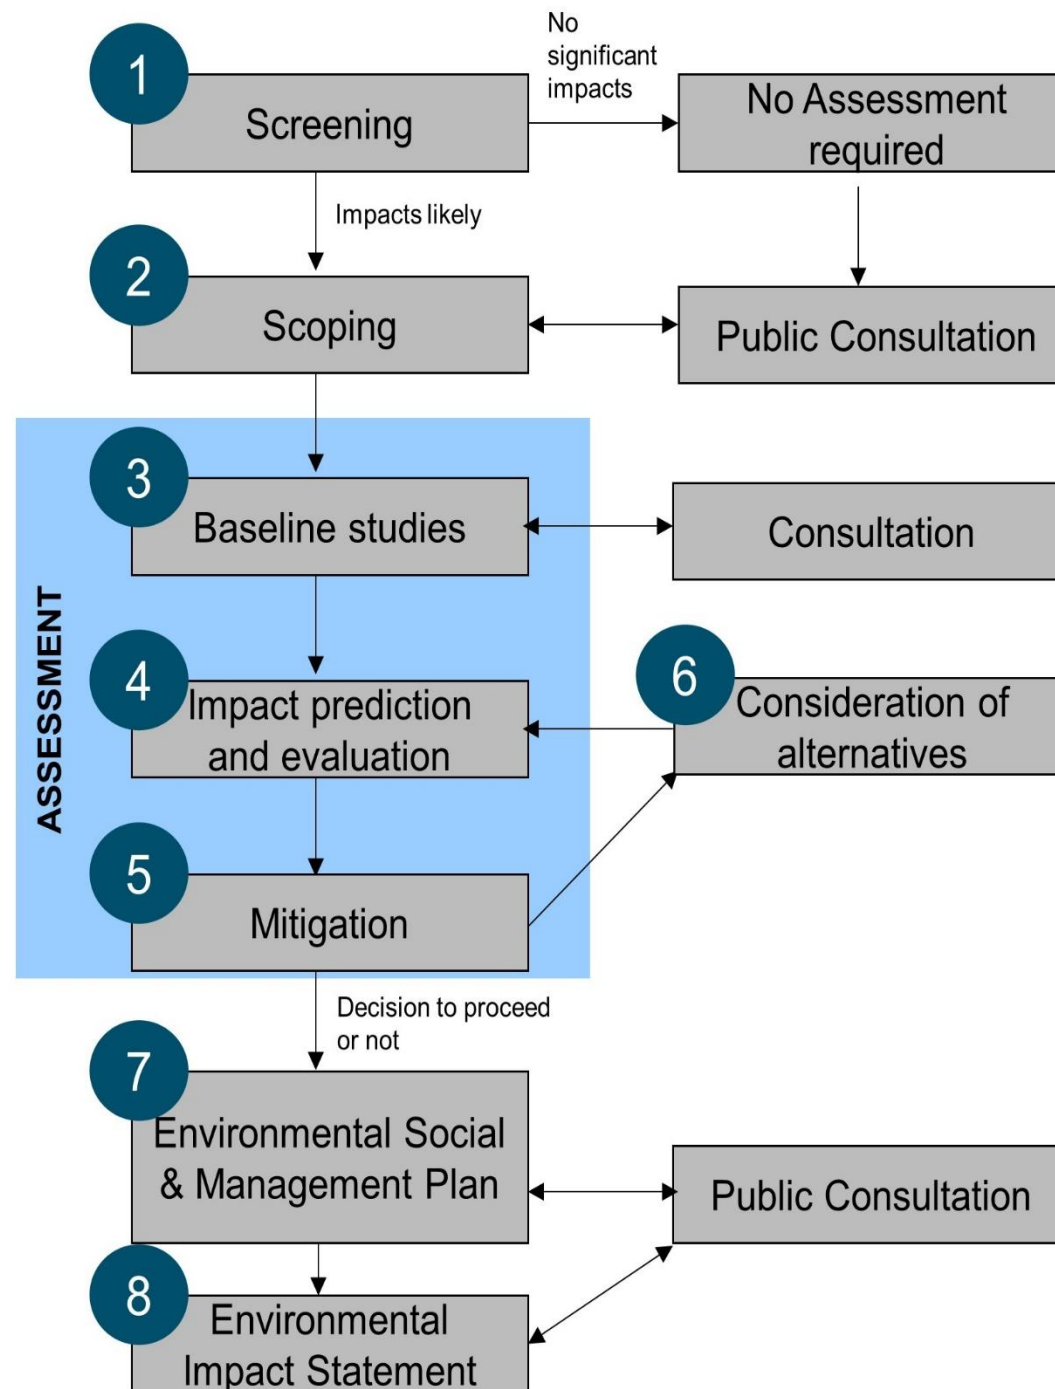 1
Screening
No
significant
impacts
No Assessment
required
Impacts likely
2
Scoping
Public Consultation
ASSESSMENT
3
Baseline studies
Consultation
4
Impact prediction
and evaluation
6
Consideration of
alternatives
5
Mitigation
Decision to proceed
or not
7
Environmental Social
& Management Plan
Public Consultation
8
Environmental
Impact Statement